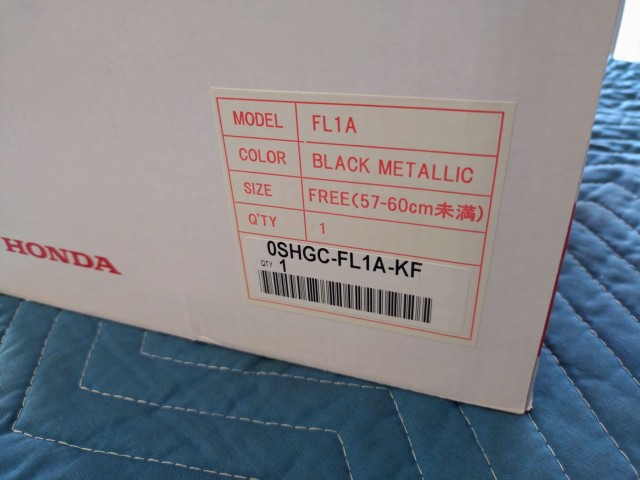 MODEL FL1A
COLOR BLACK METALLIC
SIZE FREE(57-60cm未満)
Q'TY 1
0SHGC-FL1A-KF
QTY 1
HONDA